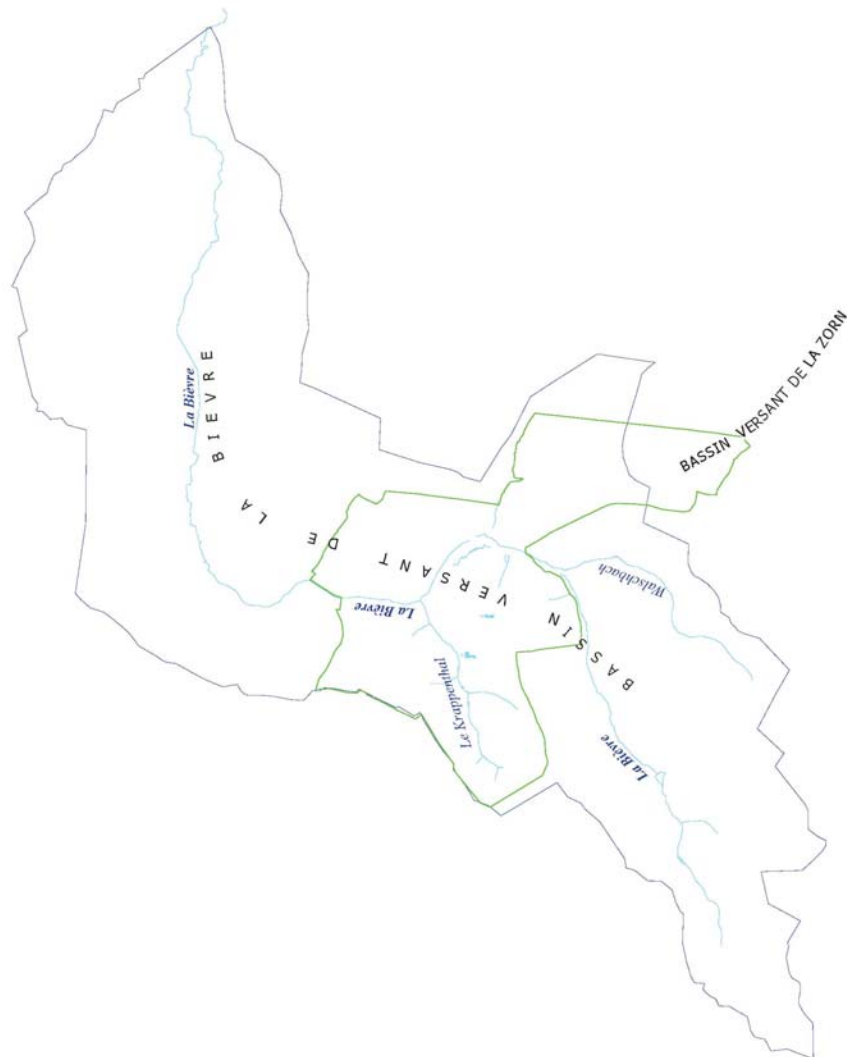 BASSIN VERSANT DE LA BIEVRE
La Bièvre
BASSIN VERSANT DE LA ZORN
La Bièvre
Le Krappenthal
Walschbach
La Bièvre